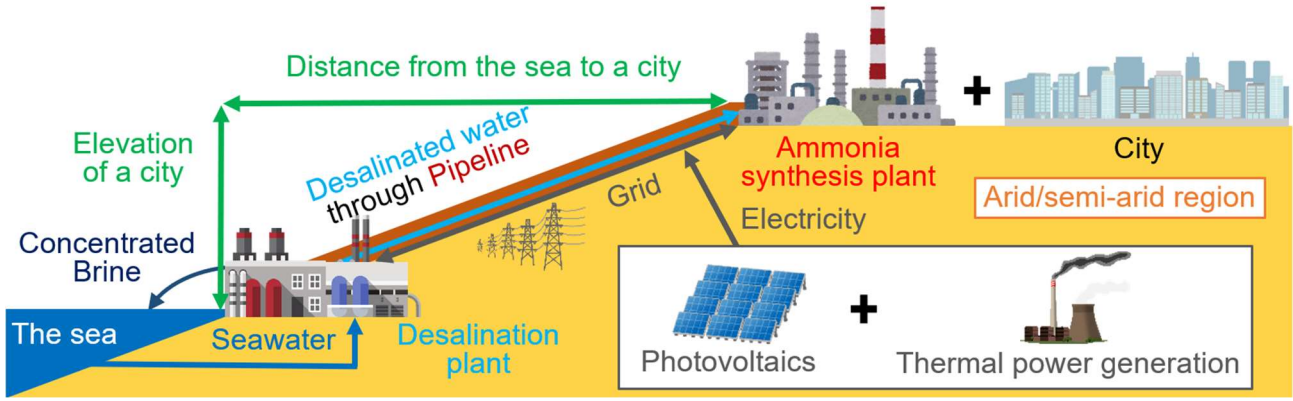 Distance from the sea to a city
Elevation
of a city
Desalinated water
through Pipeline
Grid
Electricity
Ammonia
synthesis plant
+
City
Arid/semi-arid region
Concentrated
Brine
The sea
Seawater
Desalination
plant
Photovoltaics
+
Thermal power generation